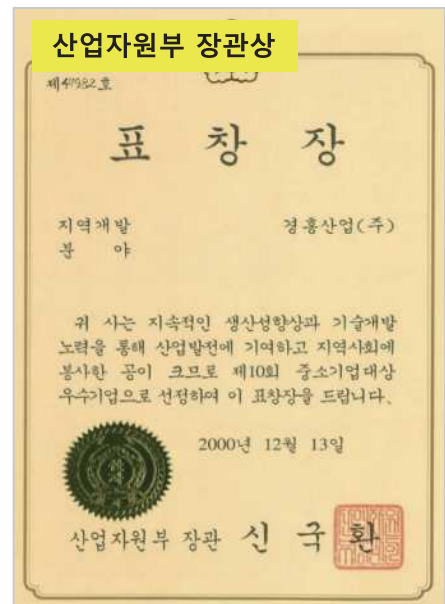 산업자원부 장관상
제47982호
표 창 장
지역개발 경흥산업(주)
분 야
귀 사는 지속적인 생산성향상과 기술개발
노력을 통해 산업발전에 기여하고 지역사회에
봉사한 공이 크므로 제10회 중소기업대상
우수기업으로 선정하여 이 표창장을 드립니다.
2000년 12월 13일
산업자원부 장관 신 국 환